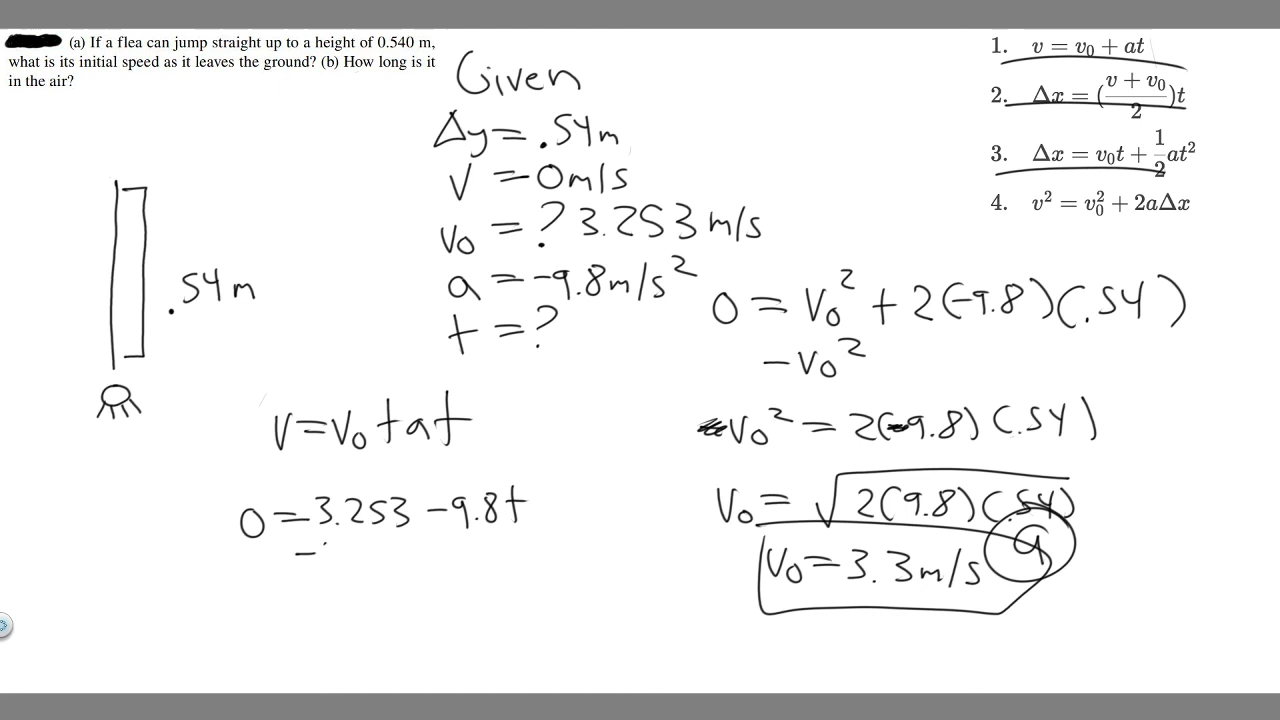 (a) If a flea can jump straight up to a height of 0.540 m,
what is its initial speed as it leaves the ground? (b) How long is it
in the air?
Given
Δy = .54m
v = 0m/s
v₀ = ? 3.253 m/s
a = -9.8m/s²
t = ?
1. v = v₀ + at
2. Δx = ((v + v₀)/2)t
3. Δx = v₀t + 1/2 at²
4. v² = v₀² + 2aΔx
.54m
0 = v₀² + 2(-9.8)(.54)
-v₀²
v₀² = 2(9.8)(.54)
v₀ = √2(9.8)(.54)
v₀ = 3.3m/s a
v = v₀ + at
0 = 3.253 - 9.8t
-